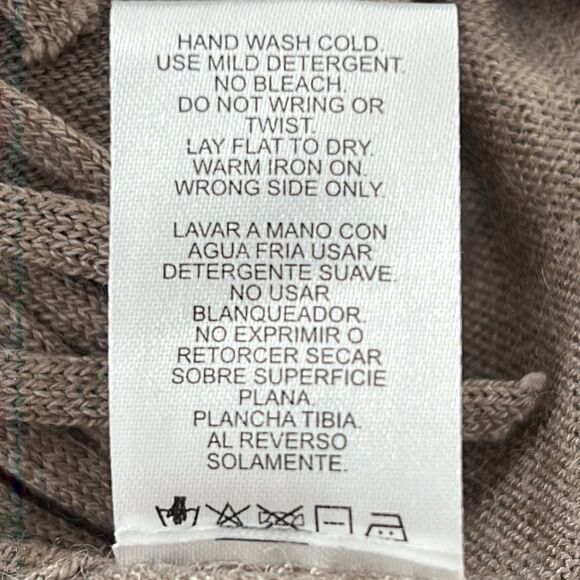 HAND WASH COLD.
USE MILD DETERGENT.
NO BLEACH.
DO NOT WRING OR
TWIST.
LAY FLAT TO DRY.
WARM IRON ON.
WRONG SIDE ONLY.
LAVAR A MANO CON
AGUA FRIA USAR
DETERGENTE SUAVE.
NO USAR
BLANQUEADOR.
NO EXPRIMIR O
RETORCER SECAR
SOBRE SUPERFICIE
PLANA.
PLANCHA TIBIA.
AL REVERSO
SOLAMENTE.